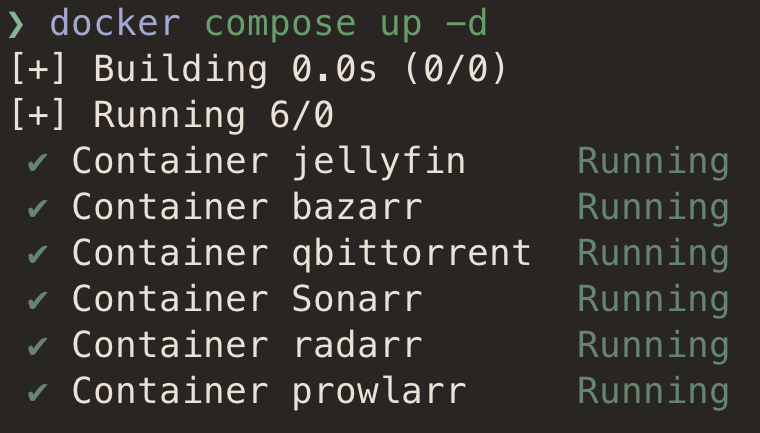 ❯ docker compose up -d
[+] Building 0.0s (0/0)
[+] Running 6/0
✔ Container jellyfin     Running
✔ Container bazarr       Running
✔ Container qbittorrent  Running
✔ Container Sonarr       Running
✔ Container radarr       Running
✔ Container prowlarr     Running